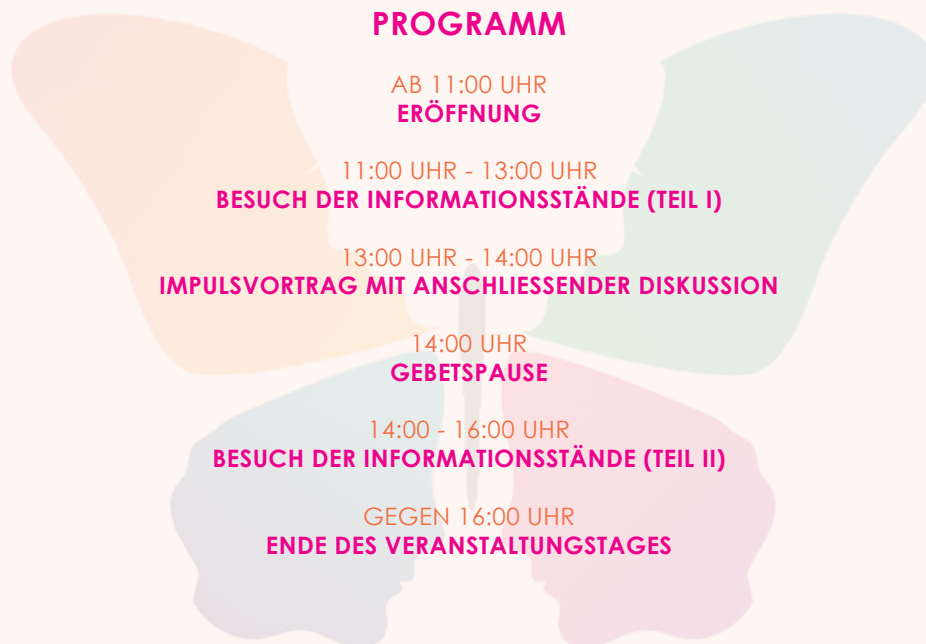 PROGRAMM
AB 11:00 UHR
ERÖFFNUNG
11:00 UHR - 13:00 UHR
BESUCH DER INFORMATIONSSTÄNDE (TEIL I)
13:00 UHR - 14:00 UHR
IMPULSVORTRAG MIT ANSCHLIESSENDER DISKUSSION
14:00 UHR
GEBETSPAUSE
14:00 - 16:00 UHR
BESUCH DER INFORMATIONSSTÄNDE (TEIL II)
GEGEN 16:00 UHR
ENDE DES VERANSTALTUNGSTAGES